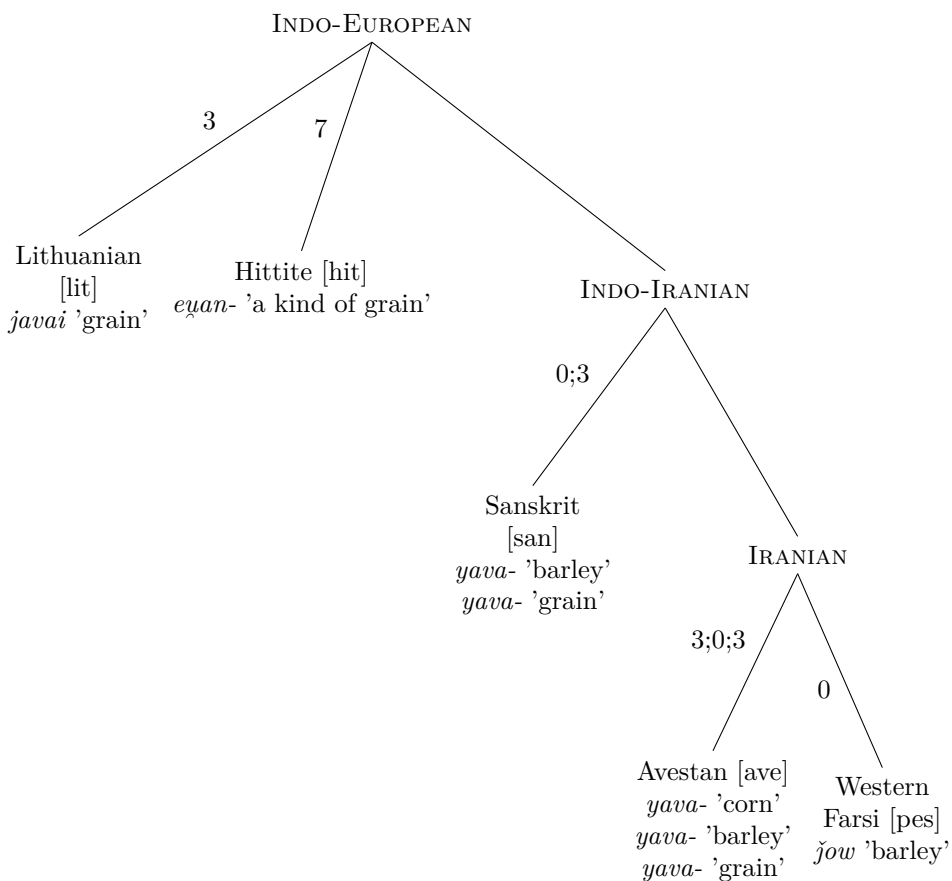 INDO-EUROPEAN
3
7
Lithuanian
[lit]
javai 'grain’
Hittite [hit]
eu̯an- 'a kind of grain’
INDO-IRANIAN
0;3
Sanskrit
[san]
yava- 'barley’
yava- 'grain’
IRANIAN
3;0;3
0
Avestan [ave]
yava- 'corn’
yava- 'barley’
yava- 'grain’
Western
Farsi [pes]
ǰow 'barley’